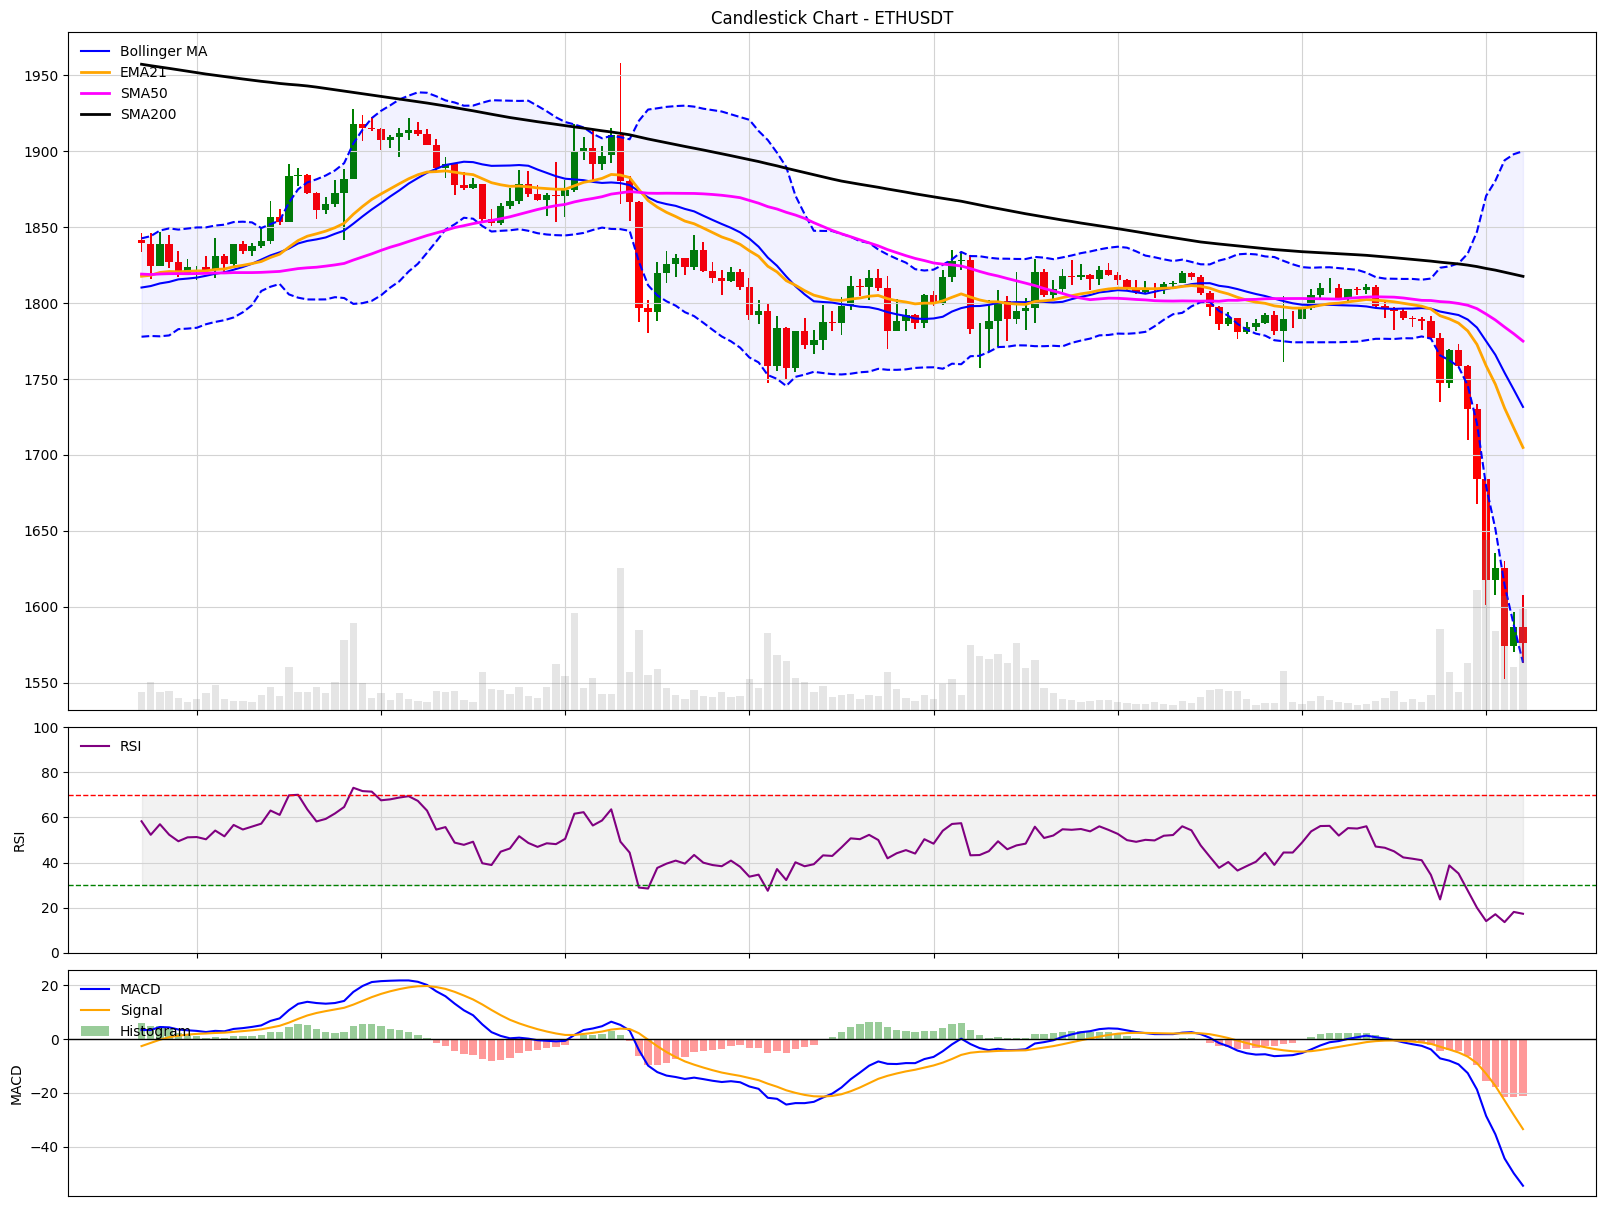 Candlestick Chart - ETHUSDT
Bollinger MA
EMA21
SMA50
SMA200
1950
1900
1850
1800
1750
1700
1650
1600
1550
RSI
100
80
60
40
20
0
RSI
MACD
Signal
Histogram
20
0
−20
−40
MACD